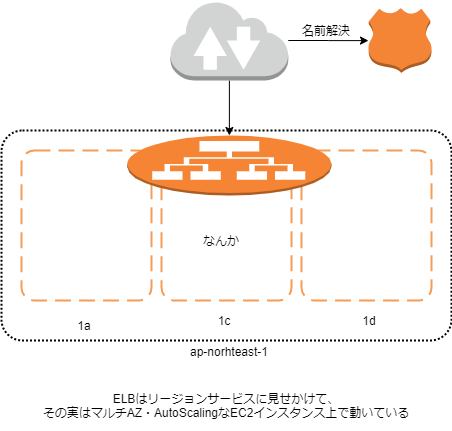 名前解決
なんか
1a
1c
1d
ap-norhteast-1
ELBはリージョンサービスに見せかけて、
その実はマルチAZ・AutoScalingなEC2インスタンス上で動いている